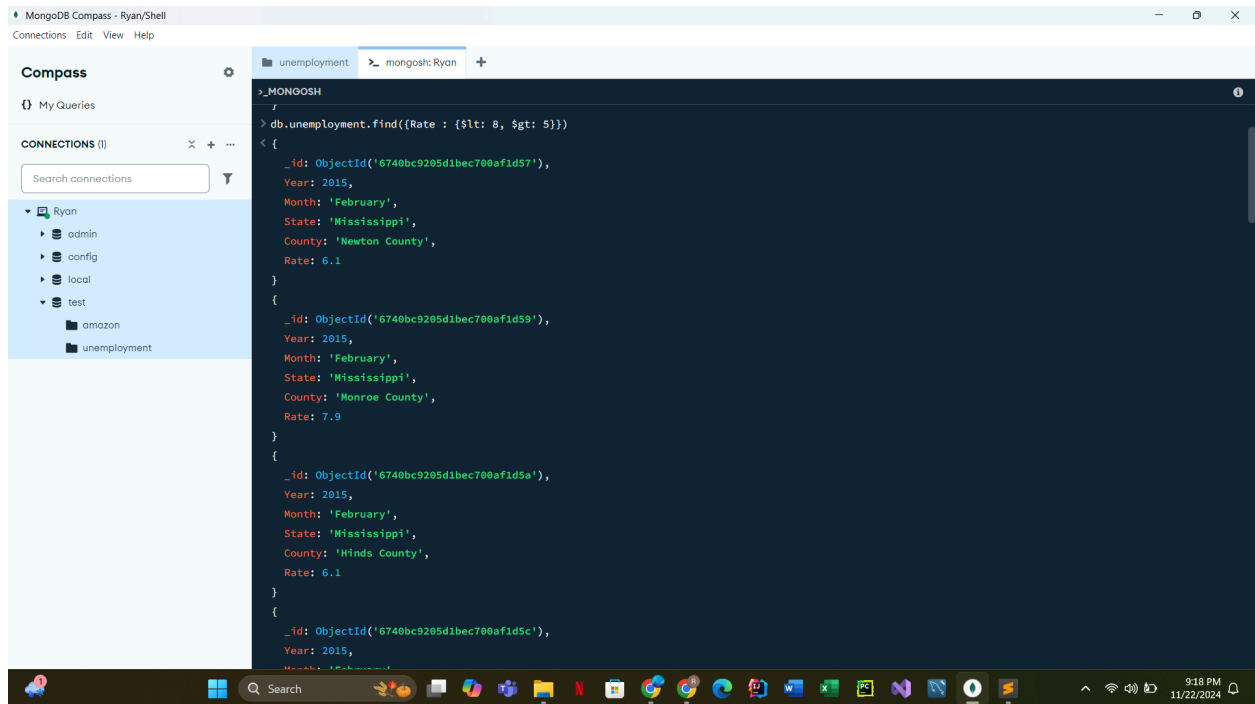 MongoDB Compass - Ryan/Shell
Connections Edit View Help
Compass
{} My Queries
CONNECTIONS (1)
Search connections
Ryan
admin
config
local
test
amazon
unemployment
unemployment
>_ mongosh: Ryan
>_MONGOSH
}
> db.unemployment.find({Rate : {$lt: 8, $gt: 5}})
< {
_id: ObjectId('6740bc9205d1bec700af1d57'),
Year: 2015,
Month: 'February',
State: 'Mississippi',
County: 'Newton County',
Rate: 6.1
}
{
_id: ObjectId('6740bc9205d1bec700af1d59'),
Year: 2015,
Month: 'February',
State: 'Mississippi',
County: 'Monroe County',
Rate: 7.9
}
{
_id: ObjectId('6740bc9205d1bec700af1d5a'),
Year: 2015,
Month: 'February',
State: 'Mississippi',
County: 'Hinds County',
Rate: 6.1
}
{
_id: ObjectId('6740bc9205d1bec700af1d5c'),
Year: 2015,
Month: 'February'
1
Search
9:18 PM
11/22/2024